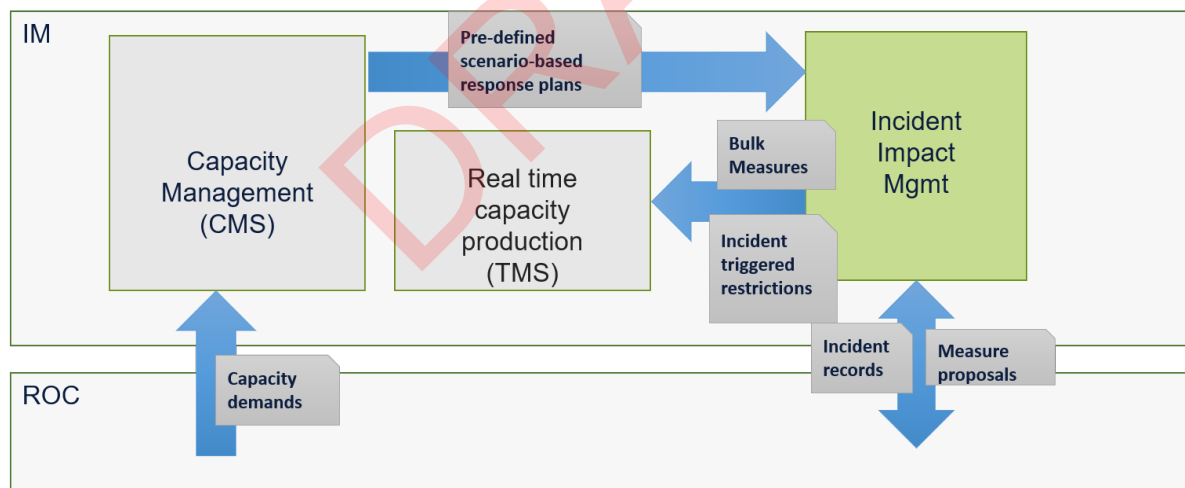 IM
Capacity
Management
(CMS)
Pre-defined
scenario-based
response plans
Real time
capacity
production
(TMS)
Bulk
Measures
Incident
triggered
restrictions
Incident
Impact
Mgmt
Incident
records
Measure
proposals
ROC
Capacity
demands